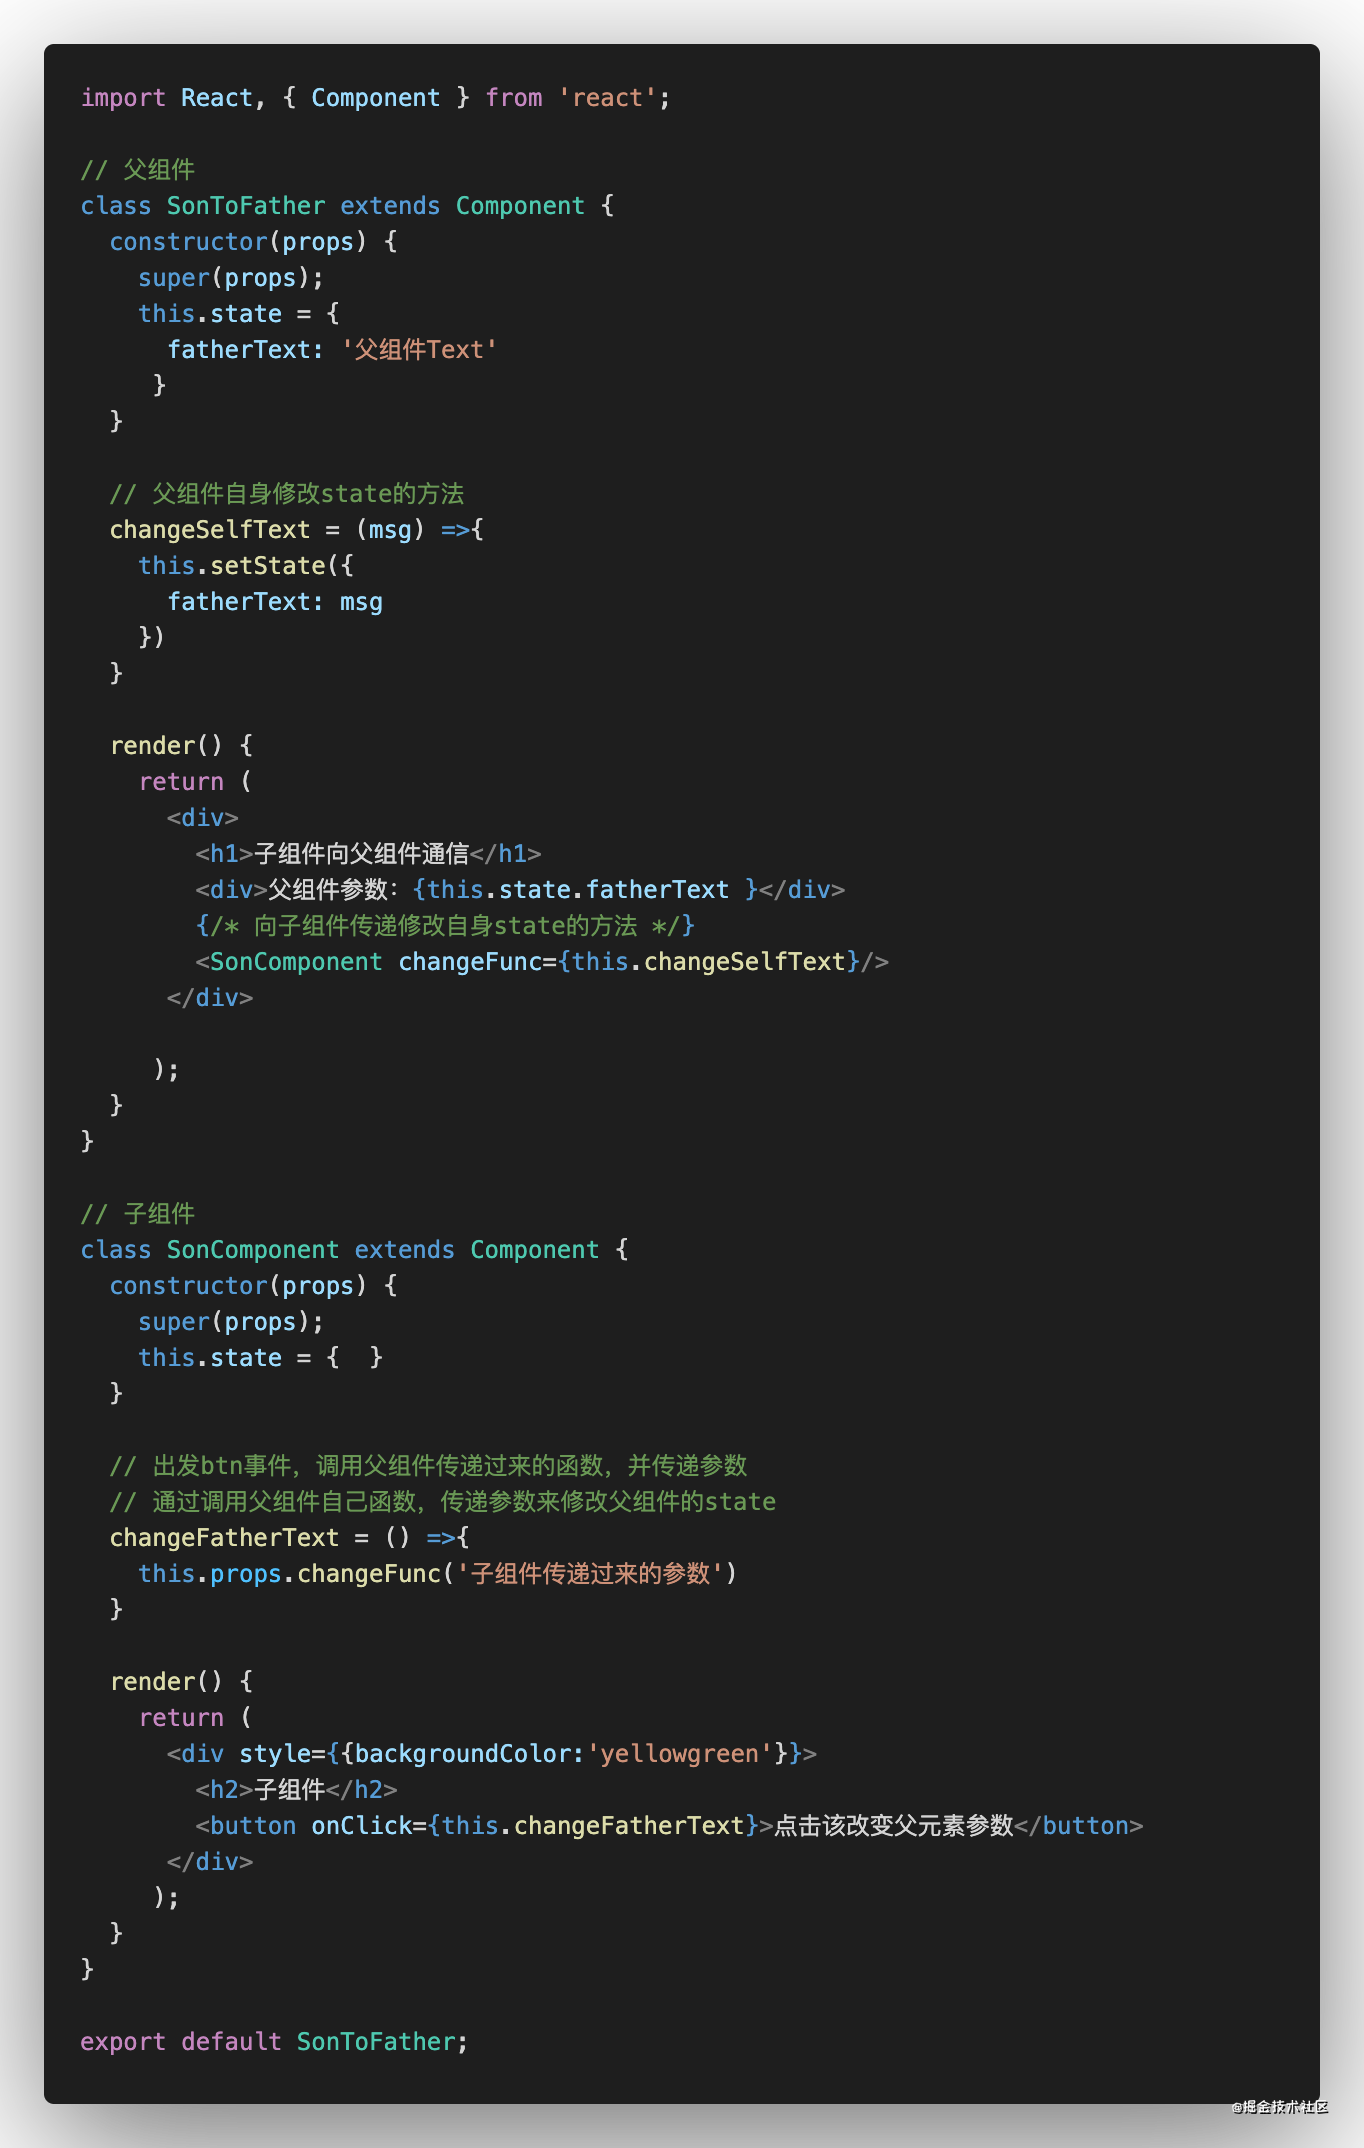 import React, { Component } from 'react';
// 父组件
class SonToFather extends Component {
constructor(props) {
super(props);
this.state = {
fatherText: '父组件Text'
}
}
// 父组件自身修改state的方法
changeSelfText = (msg) =>{
this.setState({
fatherText: msg
})
}
render() {
return (
<div>
<h1>子组件向父组件通信</h1>
<div>父组件参数：{this.state.fatherText }</div>
{/* 向子组件传递修改自身state的方法 */}
<SonComponent changeFunc={this.changeSelfText}/>
</div>
);
}
}
// 子组件
class SonComponent extends Component {
constructor(props) {
super(props);
this.state = {  }
}
// 出发btn事件，调用父组件传递过来的函数，并传递参数
// 通过调用父组件自己函数，传递参数来修改父组件的state
changeFatherText = () =>{
this.props.changeFunc('子组件传递过来的参数')
}
render() {
return (
<div style={{backgroundColor:'yellowgreen'}}>
<h2>子组件</h2>
<button onClick={this.changeFatherText}>点击该改变父元素参数</button>
</div>
);
}
}
export default SonToFather;
@掘金技术社区